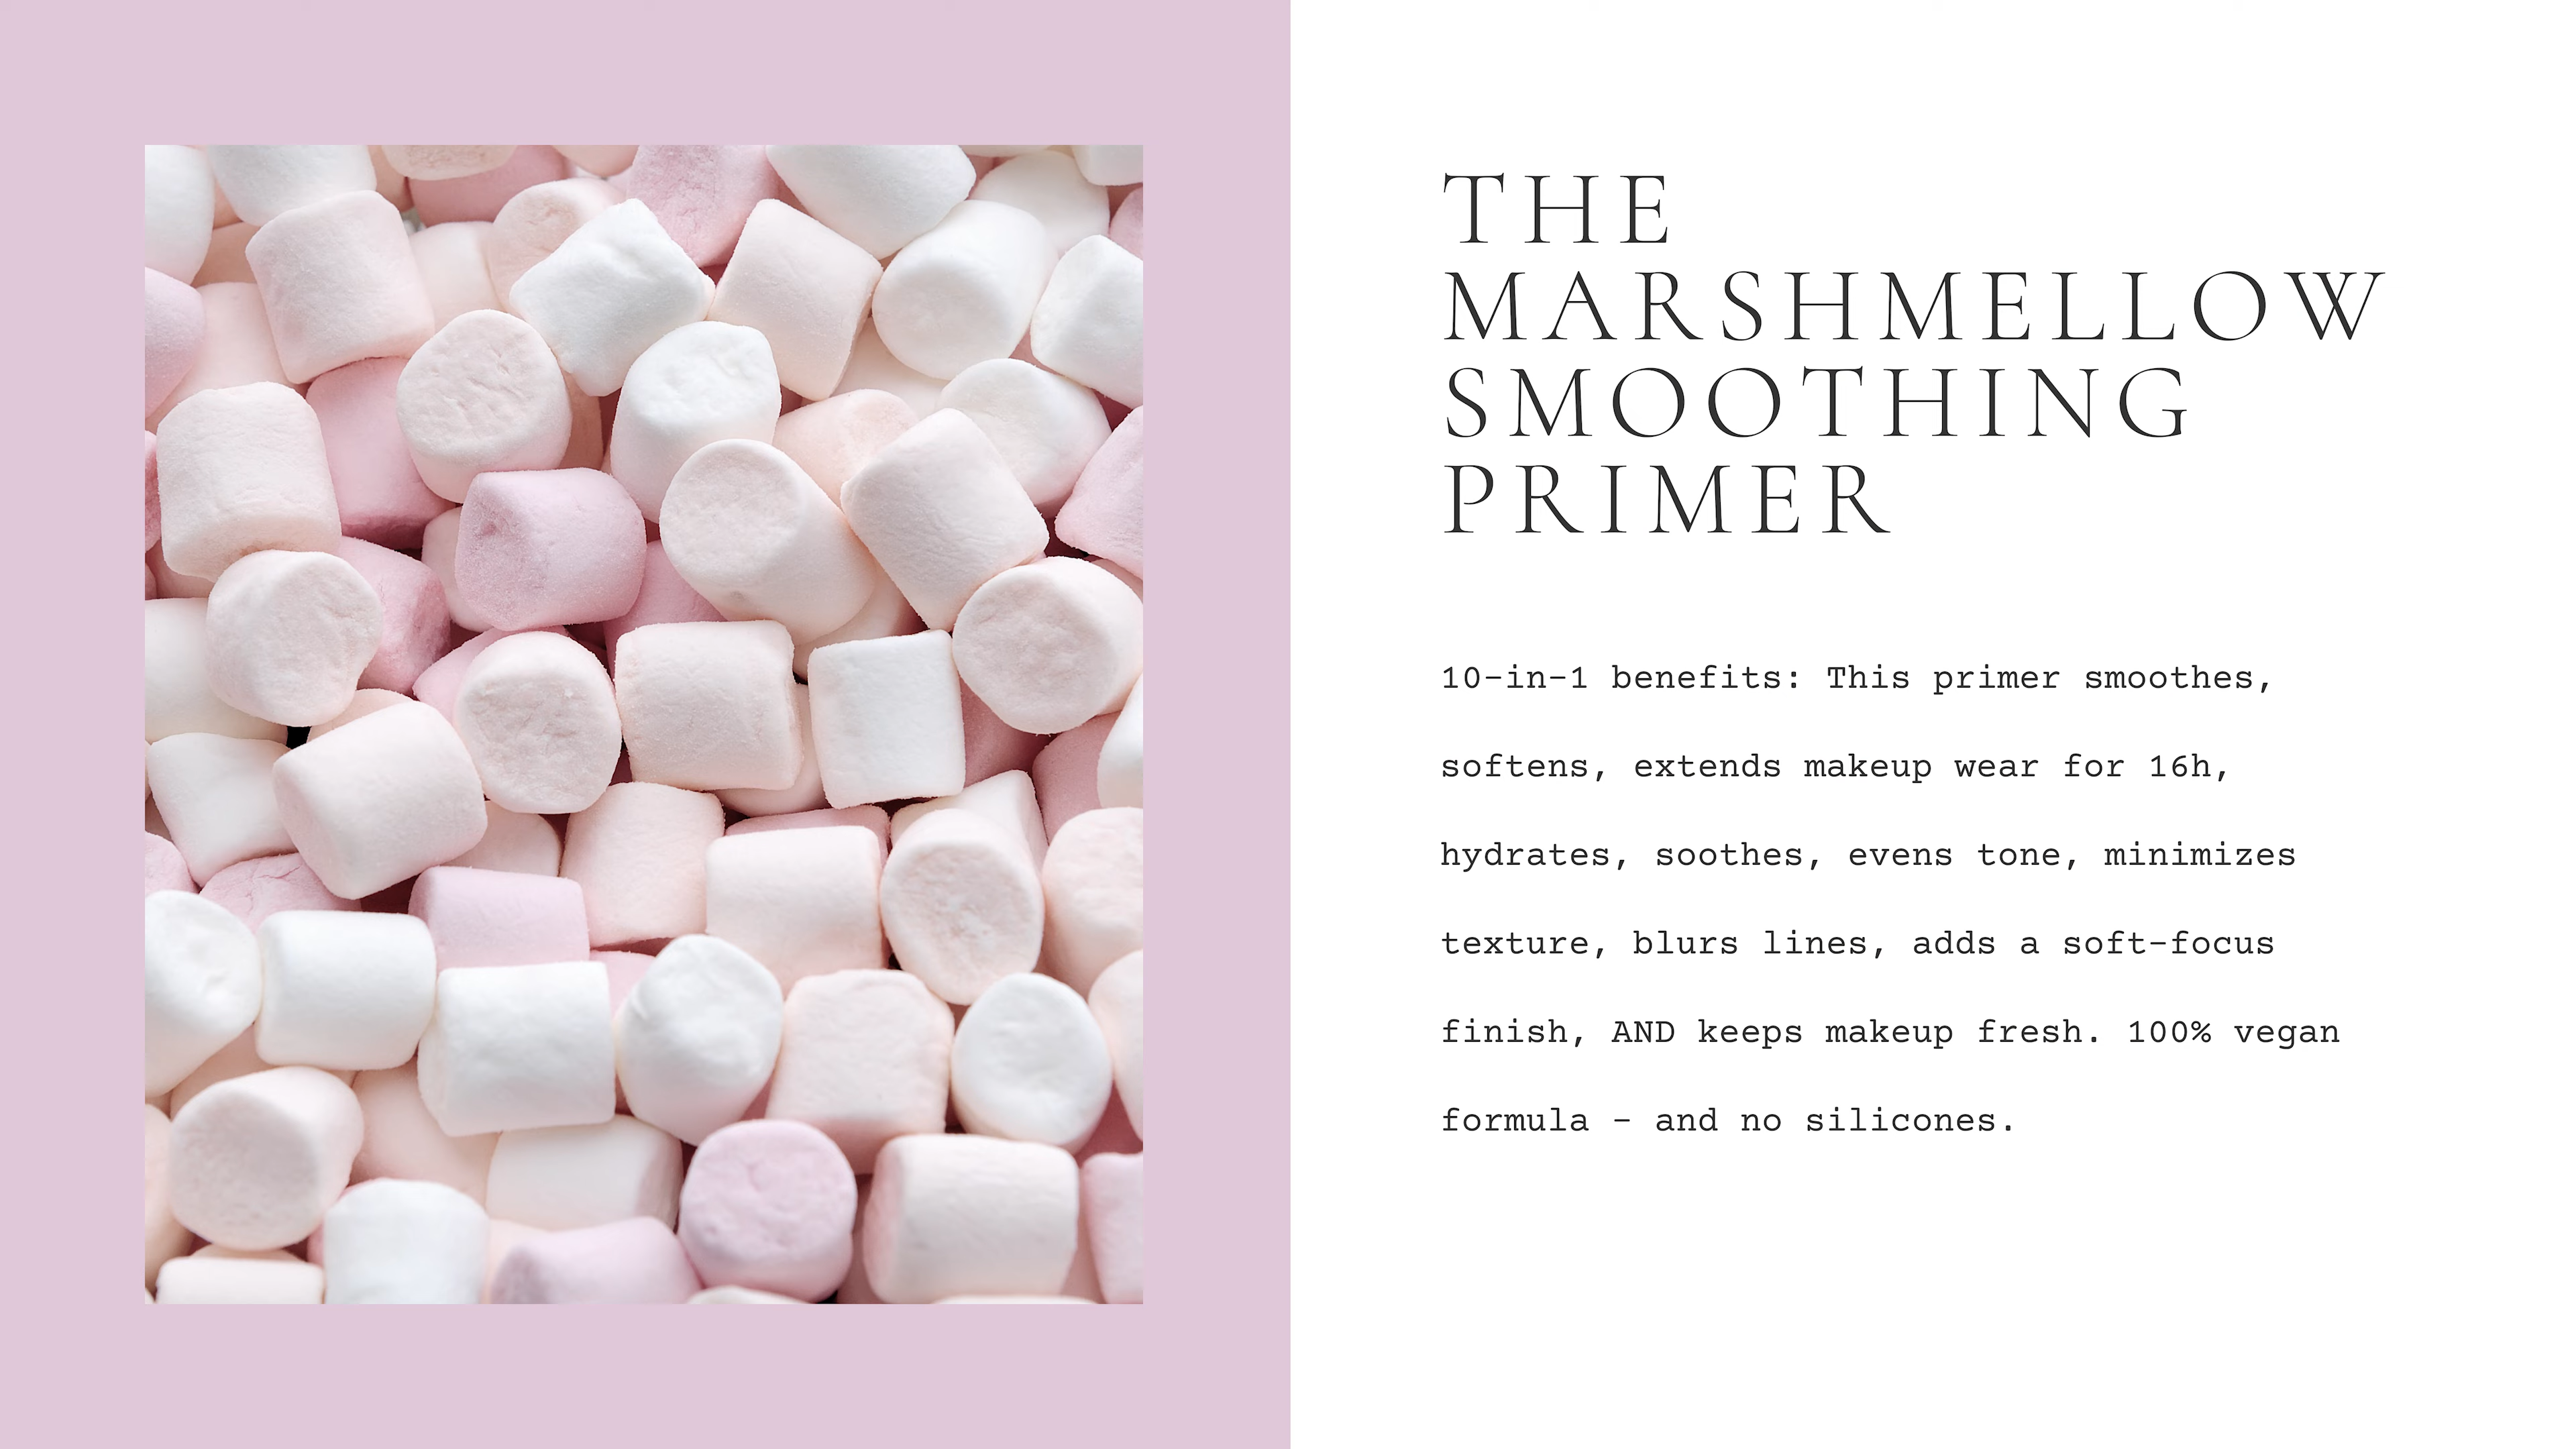 THE
MARSHMELLOW
SMOOTHING
PRIMER
10-in-1 benefits: This primer smoothes,
softens, extends makeup wear for 16h,
hydrates, soothes, evens tone, minimizes
texture, blurs lines, adds a soft-focus
finish, AND keeps makeup fresh. 100% vegan
formula - and no silicones.